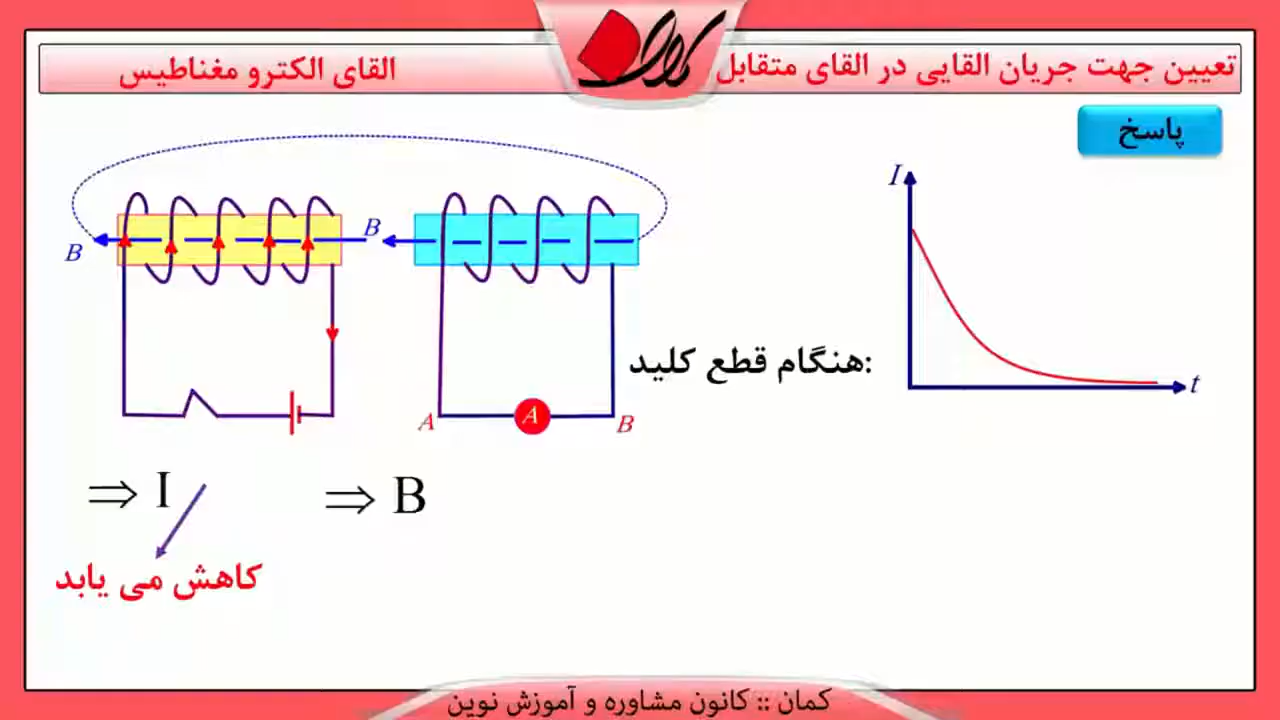 تعیین جهت جریان القایی در القای متقابل
القای الکترو مغناطیس
کمان
پاسخ
I
B
B
هنگام قطع کلید:
t
A
A
B
⇒ I
⇒ B
کاهش می یابد
کمان :: کانون مشاوره و آموزش نوین